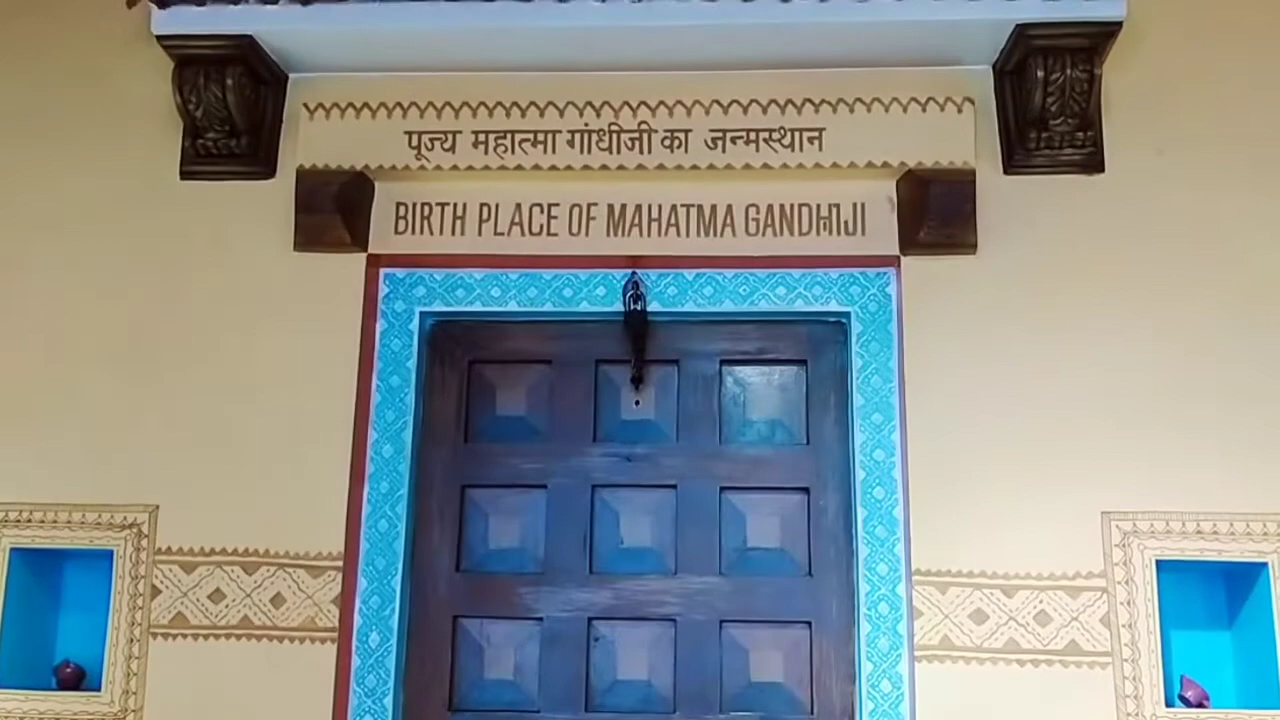 पूज्य महात्मा गांधीजी का जन्मस्थान
BIRTH PLACE OF MAHATMA GANDHIJI